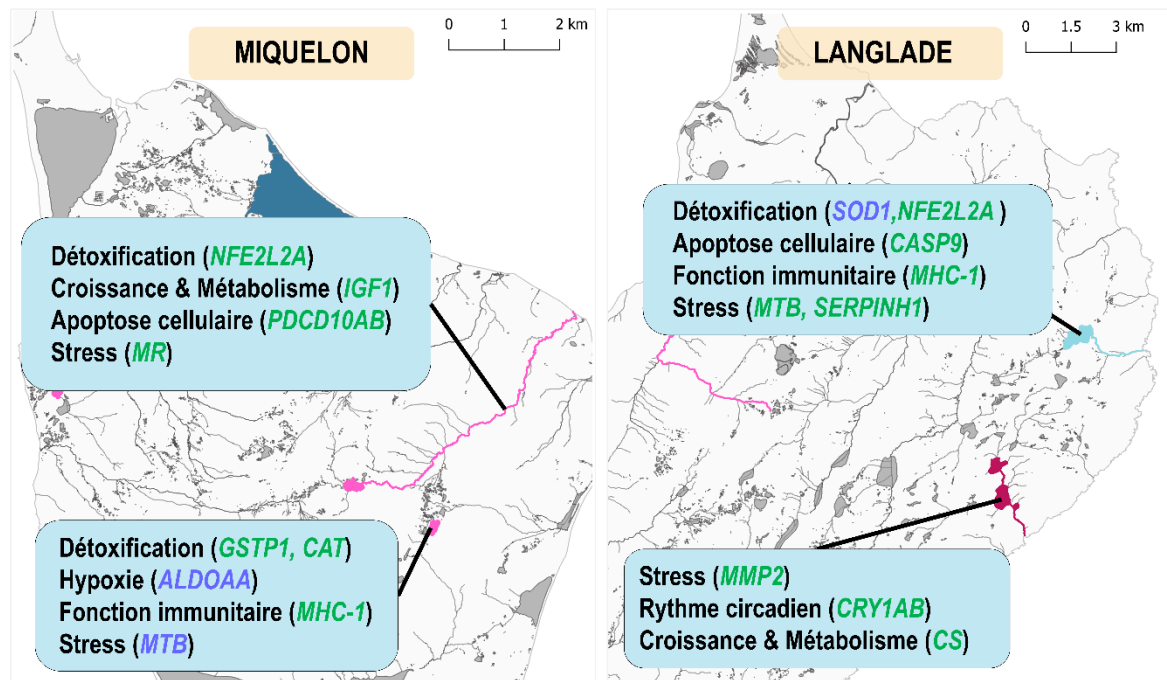 MIQUELON
0 1 2 km
Détoxification (NFE2L2A)
Croissance & Métabolisme (IGF1)
Apoptose cellulaire (PDCD10AB)
Stress (MR)
Détoxification (GSTP1, CAT)
Hypoxie (ALDOAA)
Fonction immunitaire (MHC-1)
Stress (MTB)
LANGLADE
0 1.5 3 km
Détoxification (SOD1,NFE2L2A )
Apoptose cellulaire (CASP9)
Fonction immunitaire (MHC-1)
Stress (MTB, SERPINH1)
Stress (MMP2)
Rythme circadien (CRY1AB)
Croissance & Métabolisme (CS)